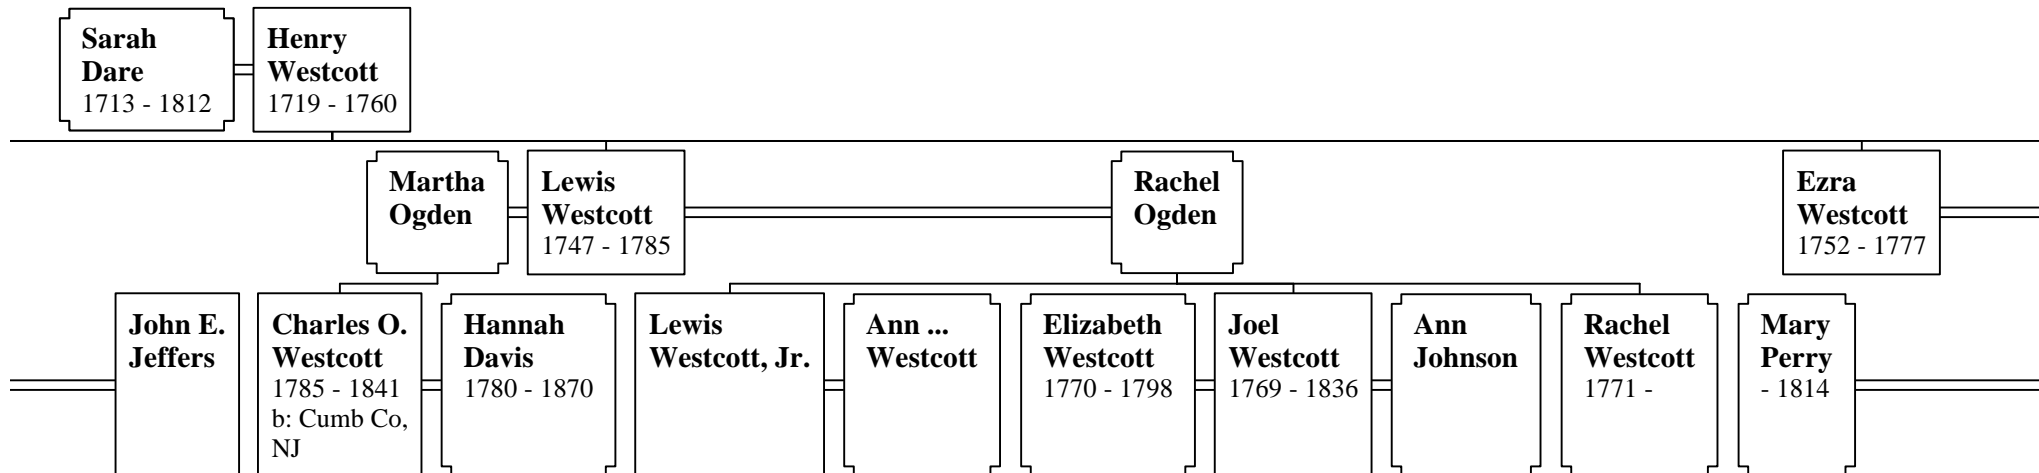 Sarah
Dare
1713 - 1812
Henry
Westcott
1719 - 1760
Martha
Ogden
Lewis
Westcott
1747 - 1785
Rachel
Ogden
Ezra
Westcott
1752 - 1777
John E.
Jeffers
Charles O.
Westcott
1785 - 1841
b: Cumb Co,
NJ
Hannah
Davis
1780 - 1870
Lewis
Westcott, Jr.
Ann ...
Westcott
Elizabeth
Westcott
1770 - 1798
Joel
Westcott
1769 - 1836
Ann
Johnson
Rachel
Westcott
1771 -
Mary
Perry
- 1814